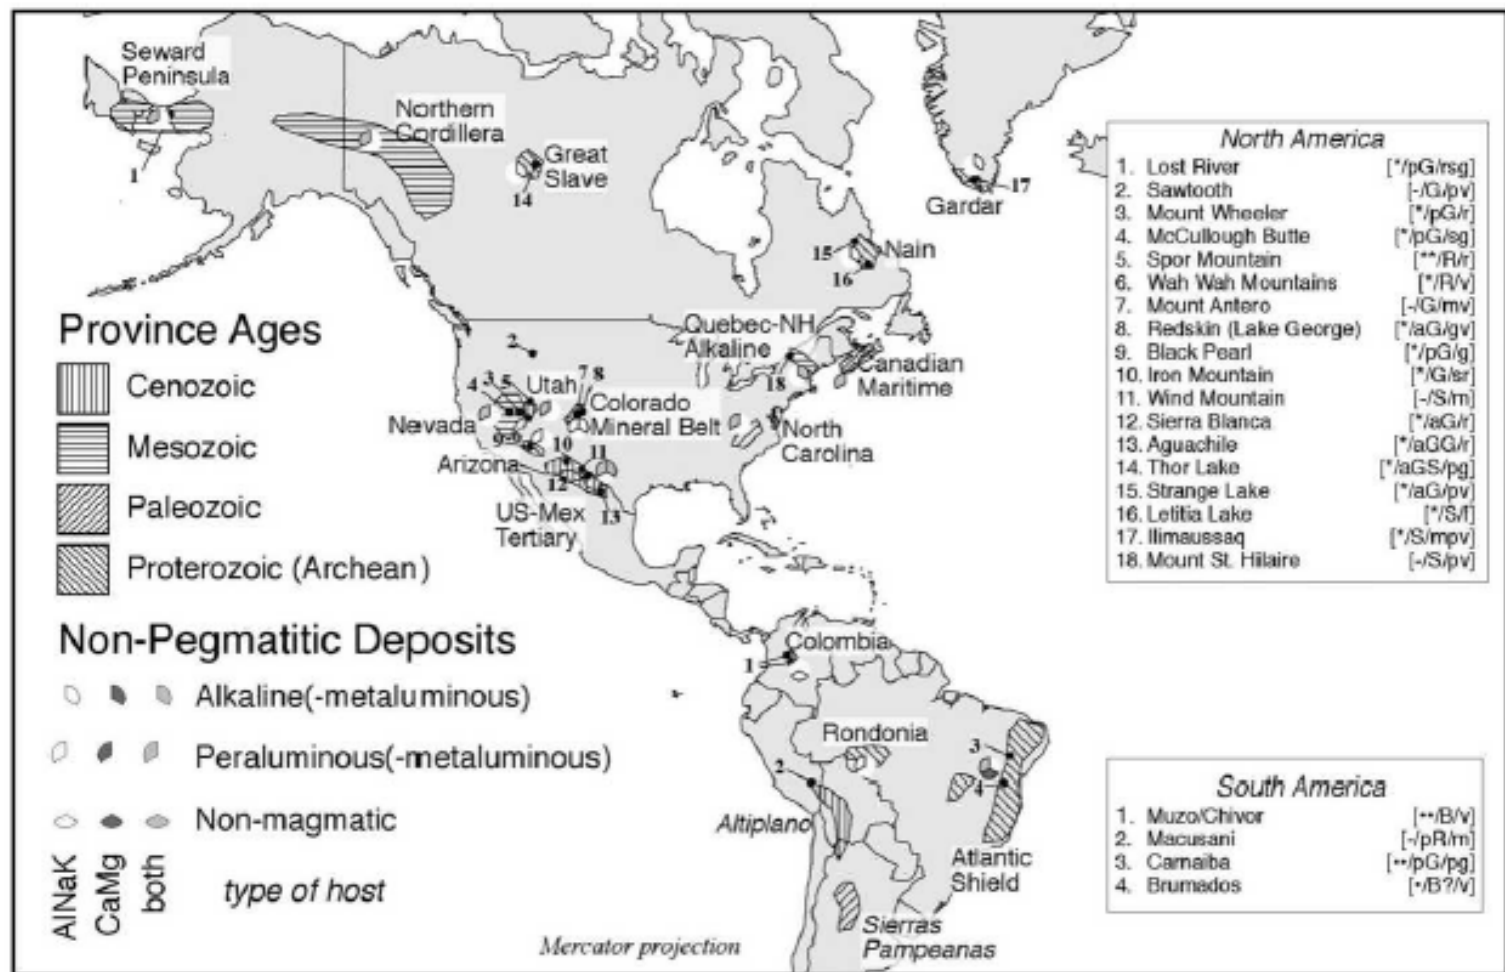 Seward
Peninsula
1
Northern
Cordillera
Great
Slave
14
17
Gardar
15
Nain
16
Quebec-NH
Alkaline
18
Canadian
Maritime
2
3
5
4
Utah
7 8
Nevada
Colorado
Mineral Belt
9
10
11
Arizona
12
13
US-Mex
Tertiary
North
Carolina
Province Ages
Cenozoic
Mesozoic
Paleozoic
Proterozoic (Archean)
Non-Pegmatitic Deposits
Alkaline(-metaluminous)
Peraluminous(-metaluminous)
Non-magmatic
AlNaK
CaMg
both
type of host
Colombia
1
Rondonia
2
3
4
Altiplano
Atlantic
Shield
Sierras
Pampeanas
Mercator projection
North America
1. Lost River [*/pG/rsg]
2. Sawtooth [-/G/pv]
3. Mount Wheeler [*/pG/r]
4. McCullough Butte [*/pG/sg]
5. Spor Mountain [**/R/r]
6. Wah Wah Mountains [*/R/v]
7. Mount Antero [-/G/mv]
8. Redskin (Lake George) [*/aG/gv]
9. Black Pearl [*/pG/g]
10. Iron Mountain [*/G/sr]
11. Wind Mountain [-/S/m]
12. Sierra Blanca [*/aG/r]
13. Aguachile [*/aGG/r]
14. Thor Lake [*/aGS/pg]
15. Strange Lake [*/aG/pv]
16. Letitia Lake
17. Ilimaussaq [*/S/mpv]
18. Mount St. Hilaire [-/S/pv]
South America
1. Muzo/Chivor [••/B/v]
2. Macusani [-/pR/m]
3. Carnaiba [••/pG/pg]
4. Brumados [•/B?/v]